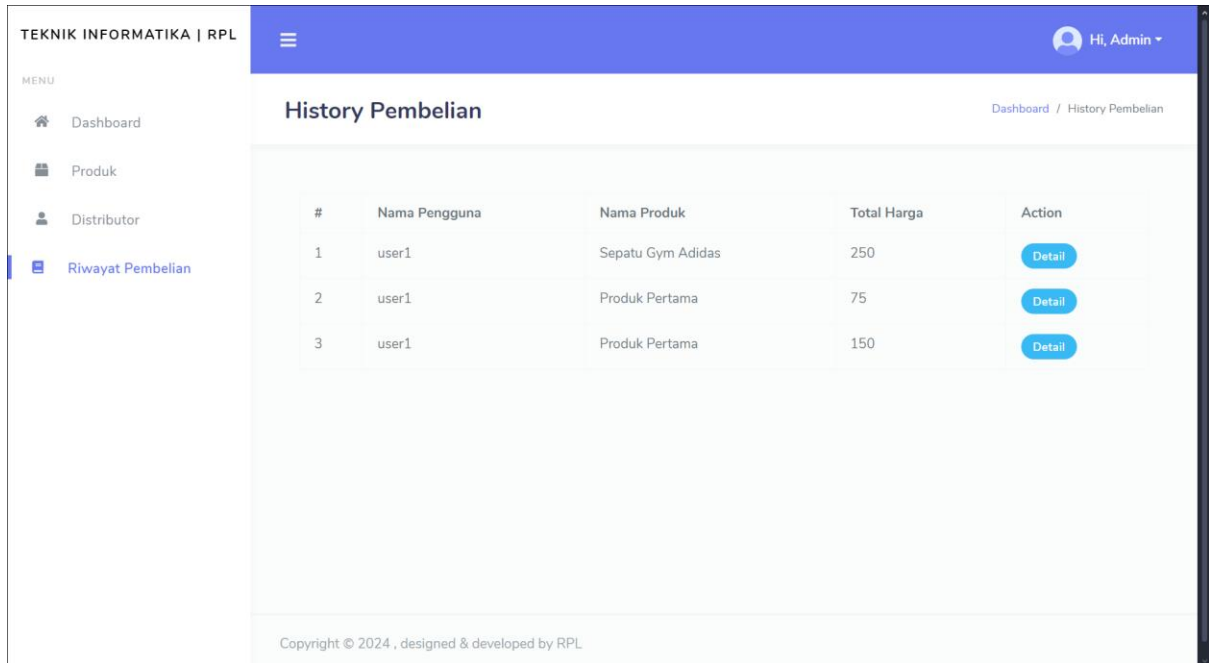 TEKNIK INFORMATIKA | RPL
Hi, Admin
MENU
Dashboard
Produk
Distributor
Riwayat Pembelian
History Pembelian
Dashboard / History Pembelian
# Nama Pengguna Nama Produk Total Harga Action
1 user1 Sepatu Gym Adidas 250 Detail
2 user1 Produk Pertama 75 Detail
3 user1 Produk Pertama 150 Detail
Copyright © 2024 , designed & developed by RPL